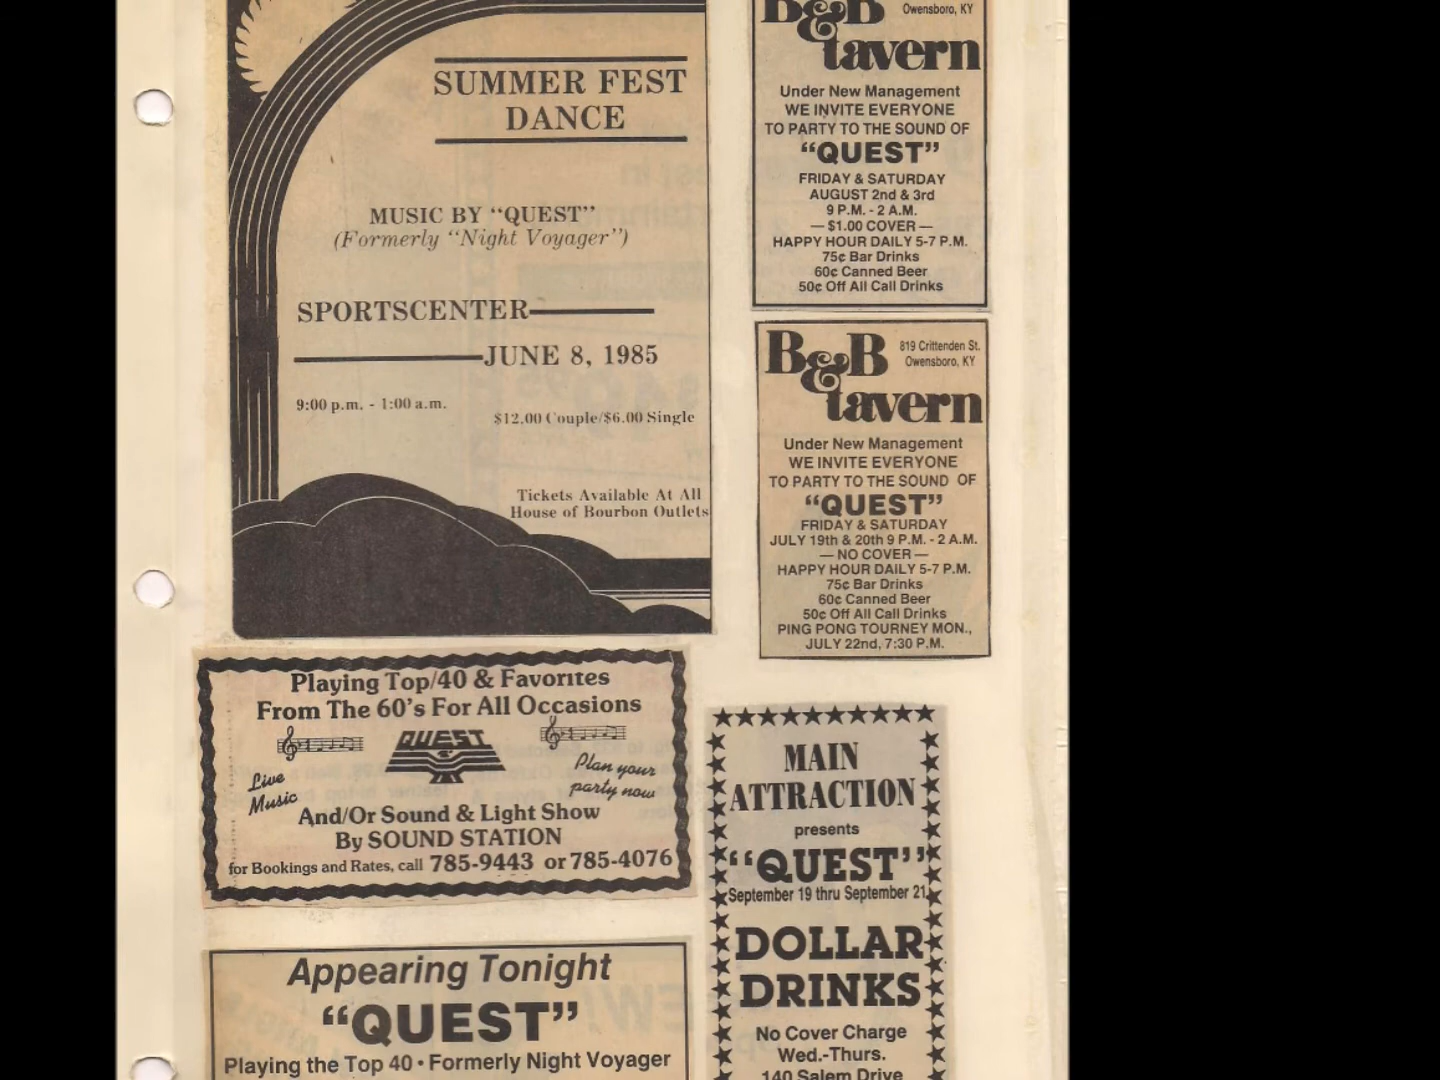 SUMMER FEST
DANCE
MUSIC BY “QUEST”
(Formerly “Night Voyager”)
SPORTSCENTER
JUNE 8, 1985
9:00 p.m. - 1:00 a.m.
$12.00 Couple/$6.00 Single
Tickets Available At All
House of Bourbon Outlets
B&B
Owensboro, KY
tavern
Under New Management
WE INVITE EVERYONE
TO PARTY TO THE SOUND OF
“QUEST”
FRIDAY & SATURDAY
AUGUST 2nd & 3rd
9 P.M. - 2 A.M.
— $1.00 COVER —
HAPPY HOUR DAILY 5-7 P.M.
75¢ Bar Drinks
60¢ Canned Beer
50¢ Off All Call Drinks
B&B
819 Crittenden St.
Owensboro, KY
tavern
Under New Management
WE INVITE EVERYONE
TO PARTY TO THE SOUND OF
“QUEST”
FRIDAY & SATURDAY
JULY 19th & 20th 9 P.M. - 2 A.M.
— NO COVER —
HAPPY HOUR DAILY 5-7 P.M.
75¢ Bar Drinks
60¢ Canned Beer
50¢ Off All Call Drinks
PING PONG TOURNEY MON.,
JULY 22nd, 7:30 P.M.
Playing Top/40 & Favorites
From The 60's For All Occasions
QUEST
Live
Music
Plan your
party now
And/Or Sound & Light Show
By SOUND STATION
for Bookings and Rates, call 785-9443 or 785-4076
MAIN
ATTRACTION
presents
“QUEST”
September 19 thru September 21
DOLLAR
DRINKS
No Cover Charge
Wed.-Thurs.
140 Salem Drive
Appearing Tonight
“QUEST”
Playing the Top 40 • Formerly Night Voyager